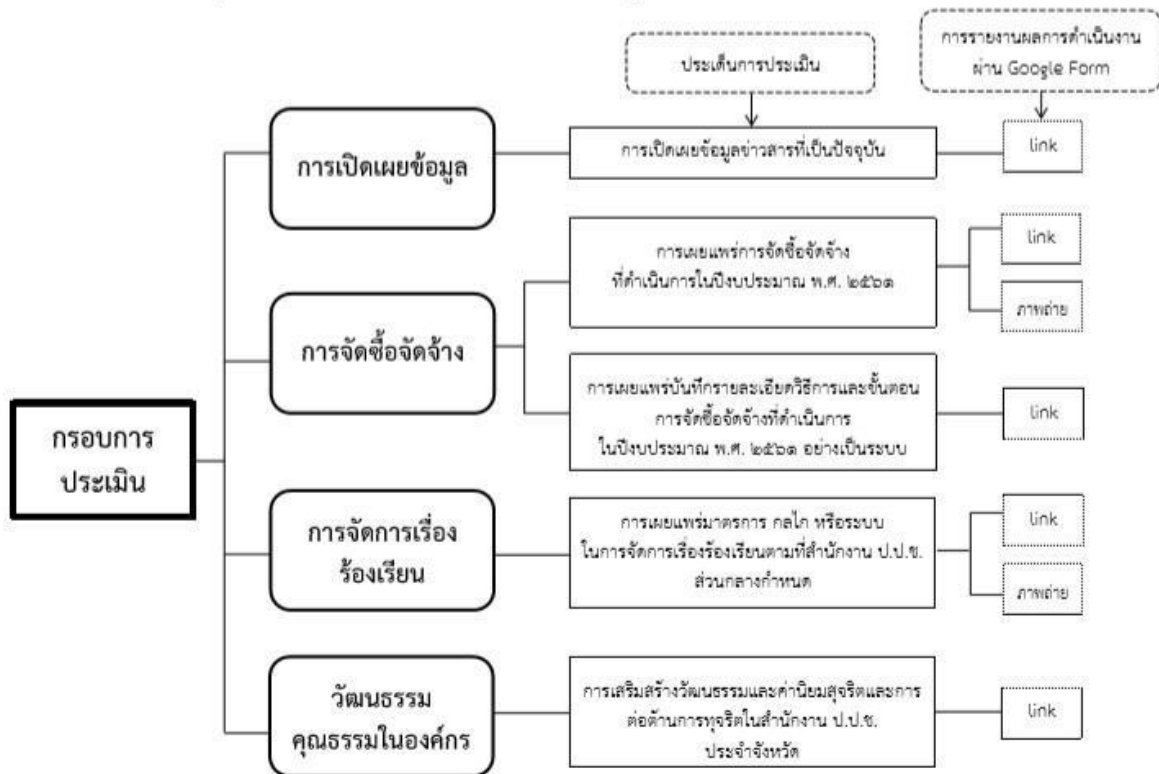 ประเด็นการประเมิน
การรายงานผลการดำเนินงาน
ผ่าน Google Form
กรอบการ
ประเมิน
การเปิดเผยข้อมูล
การเปิดเผยข้อมูลข่าวสารที่เป็นปัจจุบัน
link
การจัดซื้อจัดจ้าง
การเผยแพร่การจัดซื้อจัดจ้าง
ที่ดำเนินการในปีงบประมาณ พ.ศ. ๒๕๖๑
link
ภาพถ่าย
การเผยแพร่บันทึกรายละเอียดวิธีการและขั้นตอน
การจัดซื้อจัดจ้างที่ดำเนินการ
ในปีงบประมาณ พ.ศ. ๒๕๖๑ อย่างเป็นระบบ
link
การจัดการเรื่อง
ร้องเรียน
การเผยแพร่มาตรการ กลไก หรือระบบ
ในการจัดการเรื่องร้องเรียนตามที่สำนักงาน ป.ป.ช.
ส่วนกลางกำหนด
link
ภาพถ่าย
วัฒนธรรม
คุณธรรมในองค์กร
การเสริมสร้างวัฒนธรรมและค่านิยมสุจริตและการ
ต่อต้านการทุจริตในสำนักงาน ป.ป.ช.
ประจำจังหวัด
link